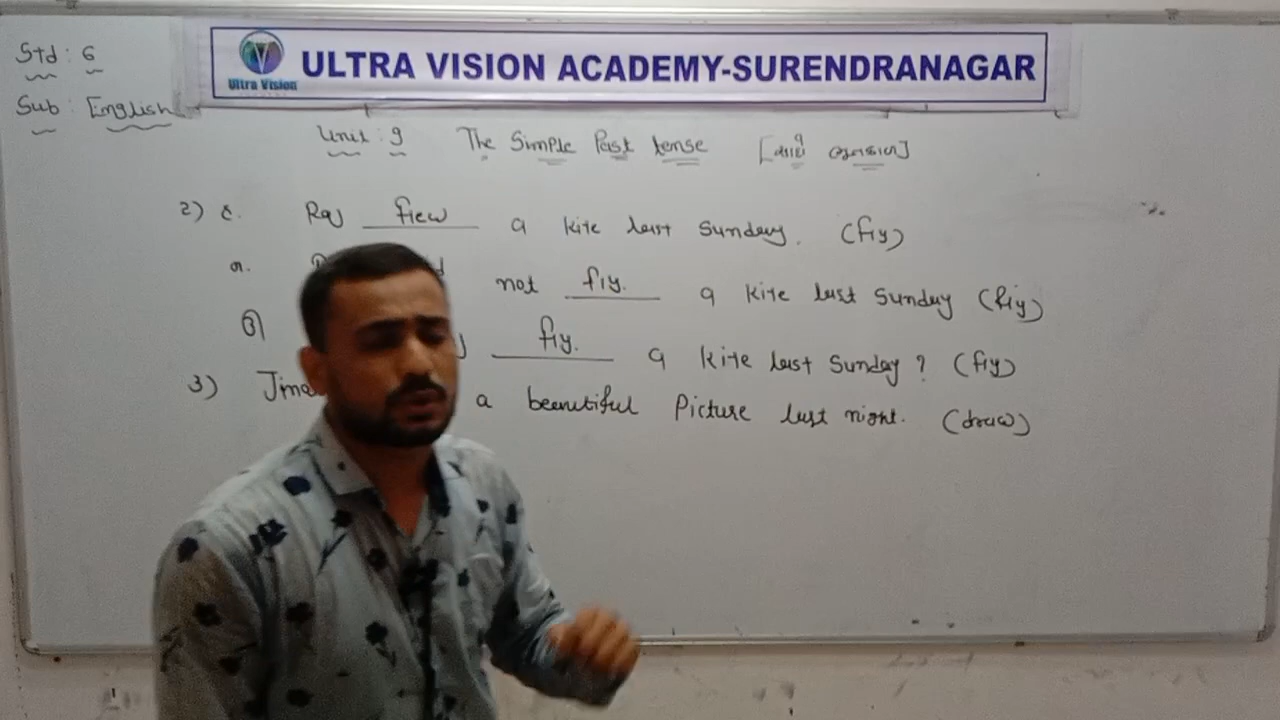 Std : 6
ULTRA VISION ACADEMY-SURENDRANAGAR
Ultra Vision
Sub : English
Unit : 9 The Simple Past tense [સાદો ભૂતકાળ]
2) હ. Raj flew a kite last Sunday. (fly)
ન. not fly. a kite last Sunday (fly)
fly. a kite last Sunday ? (fly)
3) a beautiful Picture last night. (draw)